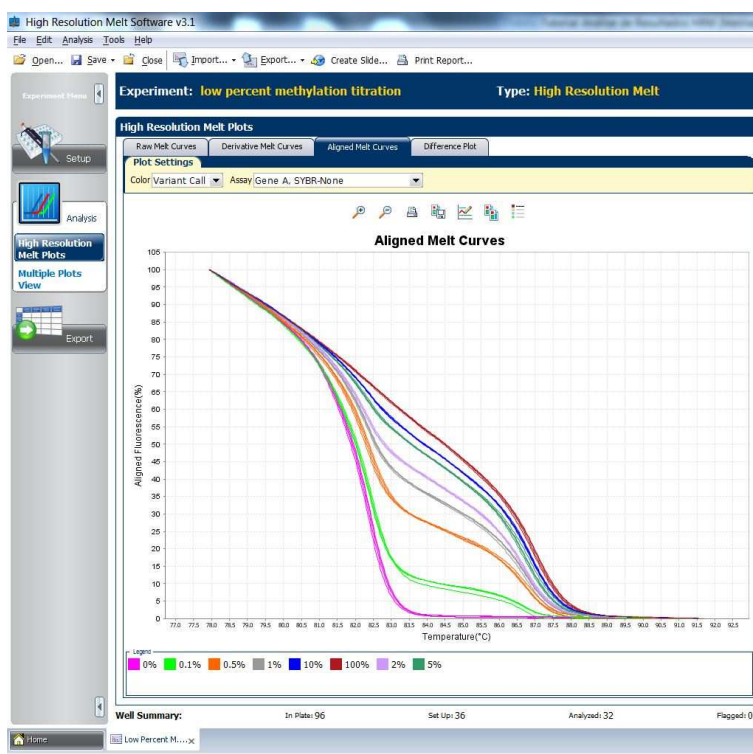 High Resolution Melt Software v3.1
File Edit Analysis Tools Help
Open... Save Close Import... Export... Create Slide... Print Report...
Experiment Menu
Experiment: low percent methylation titration Type: High Resolution Melt
Setup
Analysis
High Resolution
Melt Plots
Multiple Plots
View
Export
High Resolution Melt Plots
Raw Melt Curves Derivative Melt Curves Aligned Melt Curves Difference Plot
Plot Settings
Color Variant Call Assay Gene A, SYBR-None
Aligned Melt Curves
Aligned Fluorescence(%)
105
100
95
90
85
80
75
70
65
60
55
50
45
40
35
30
25
20
15
10
5
0
77.0 77.5 78.0 78.5 79.0 79.5 80.0 80.5 81.0 81.5 82.0 82.5 83.0 83.5 84.0 84.5 85.0 85.5 86.0 86.5 87.0 87.5 88.0 88.5 89.0 89.5 90.0 90.5 91.0 91.5 92.0 92.5
Temperature(°C)
Legend
0% 0.1% 0.5% 1% 10% 100% 2% 5%
Well Summary: In Plate: 96 Set Up: 36 Analyzed: 32 Flagged: 0
Home Low Percent M....x